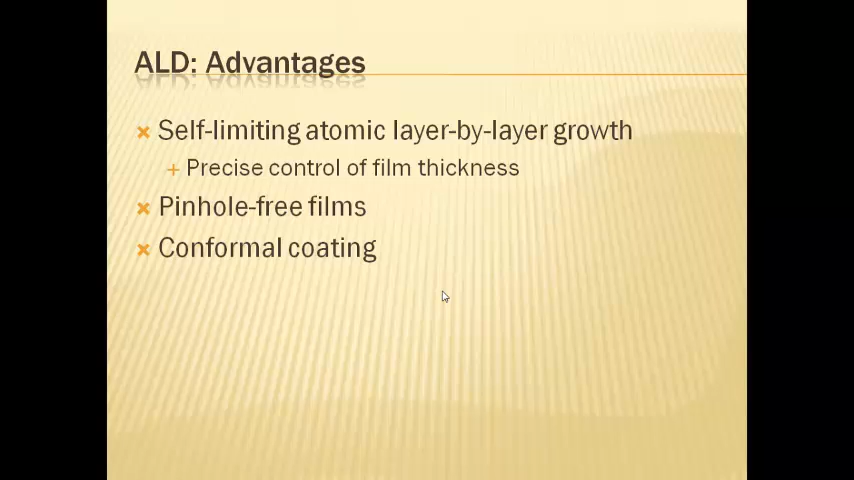 ALD: Advantages
Self-limiting atomic layer-by-layer growth
Precise control of film thickness
Pinhole-free films
Conformal coating